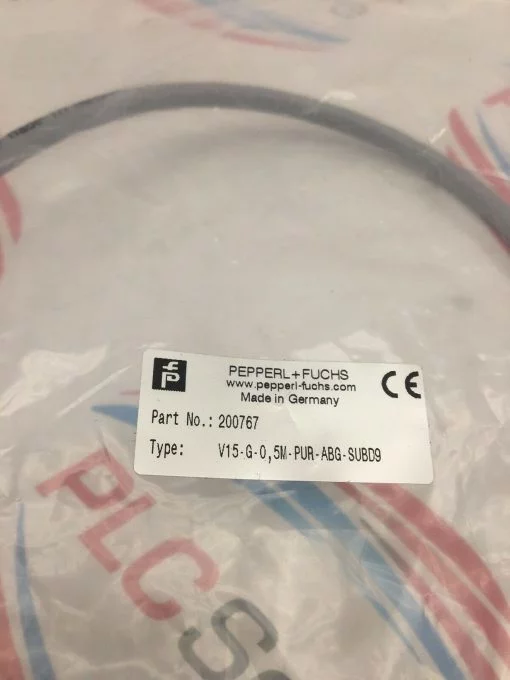 PEPPERL+FUCHS
www.pepperl-fuchs.com
Made in Germany
CE
Part No.: 200767
Type: V15-G-0,5M-PUR-ABG-SUBD9
PLC